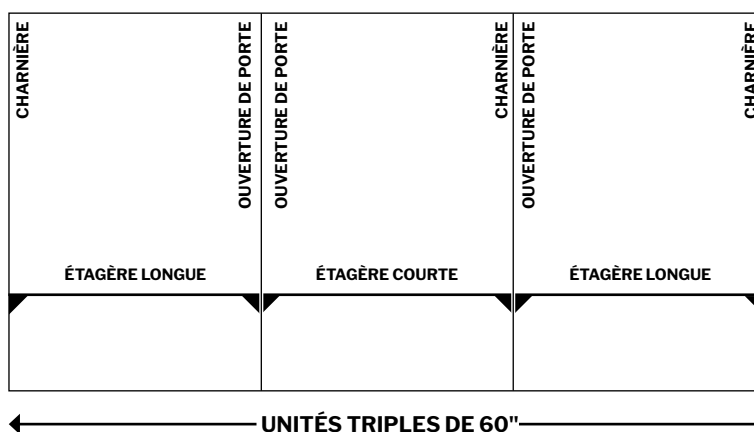 CHARNIÈRE
OUVERTURE DE PORTE
OUVERTURE DE PORTE
CHARNIÈRE
OUVERTURE DE PORTE
CHARNIÈRE
ÉTAGÈRE LONGUE
ÉTAGÈRE COURTE
ÉTAGÈRE LONGUE
UNITÉS TRIPLES DE 60"